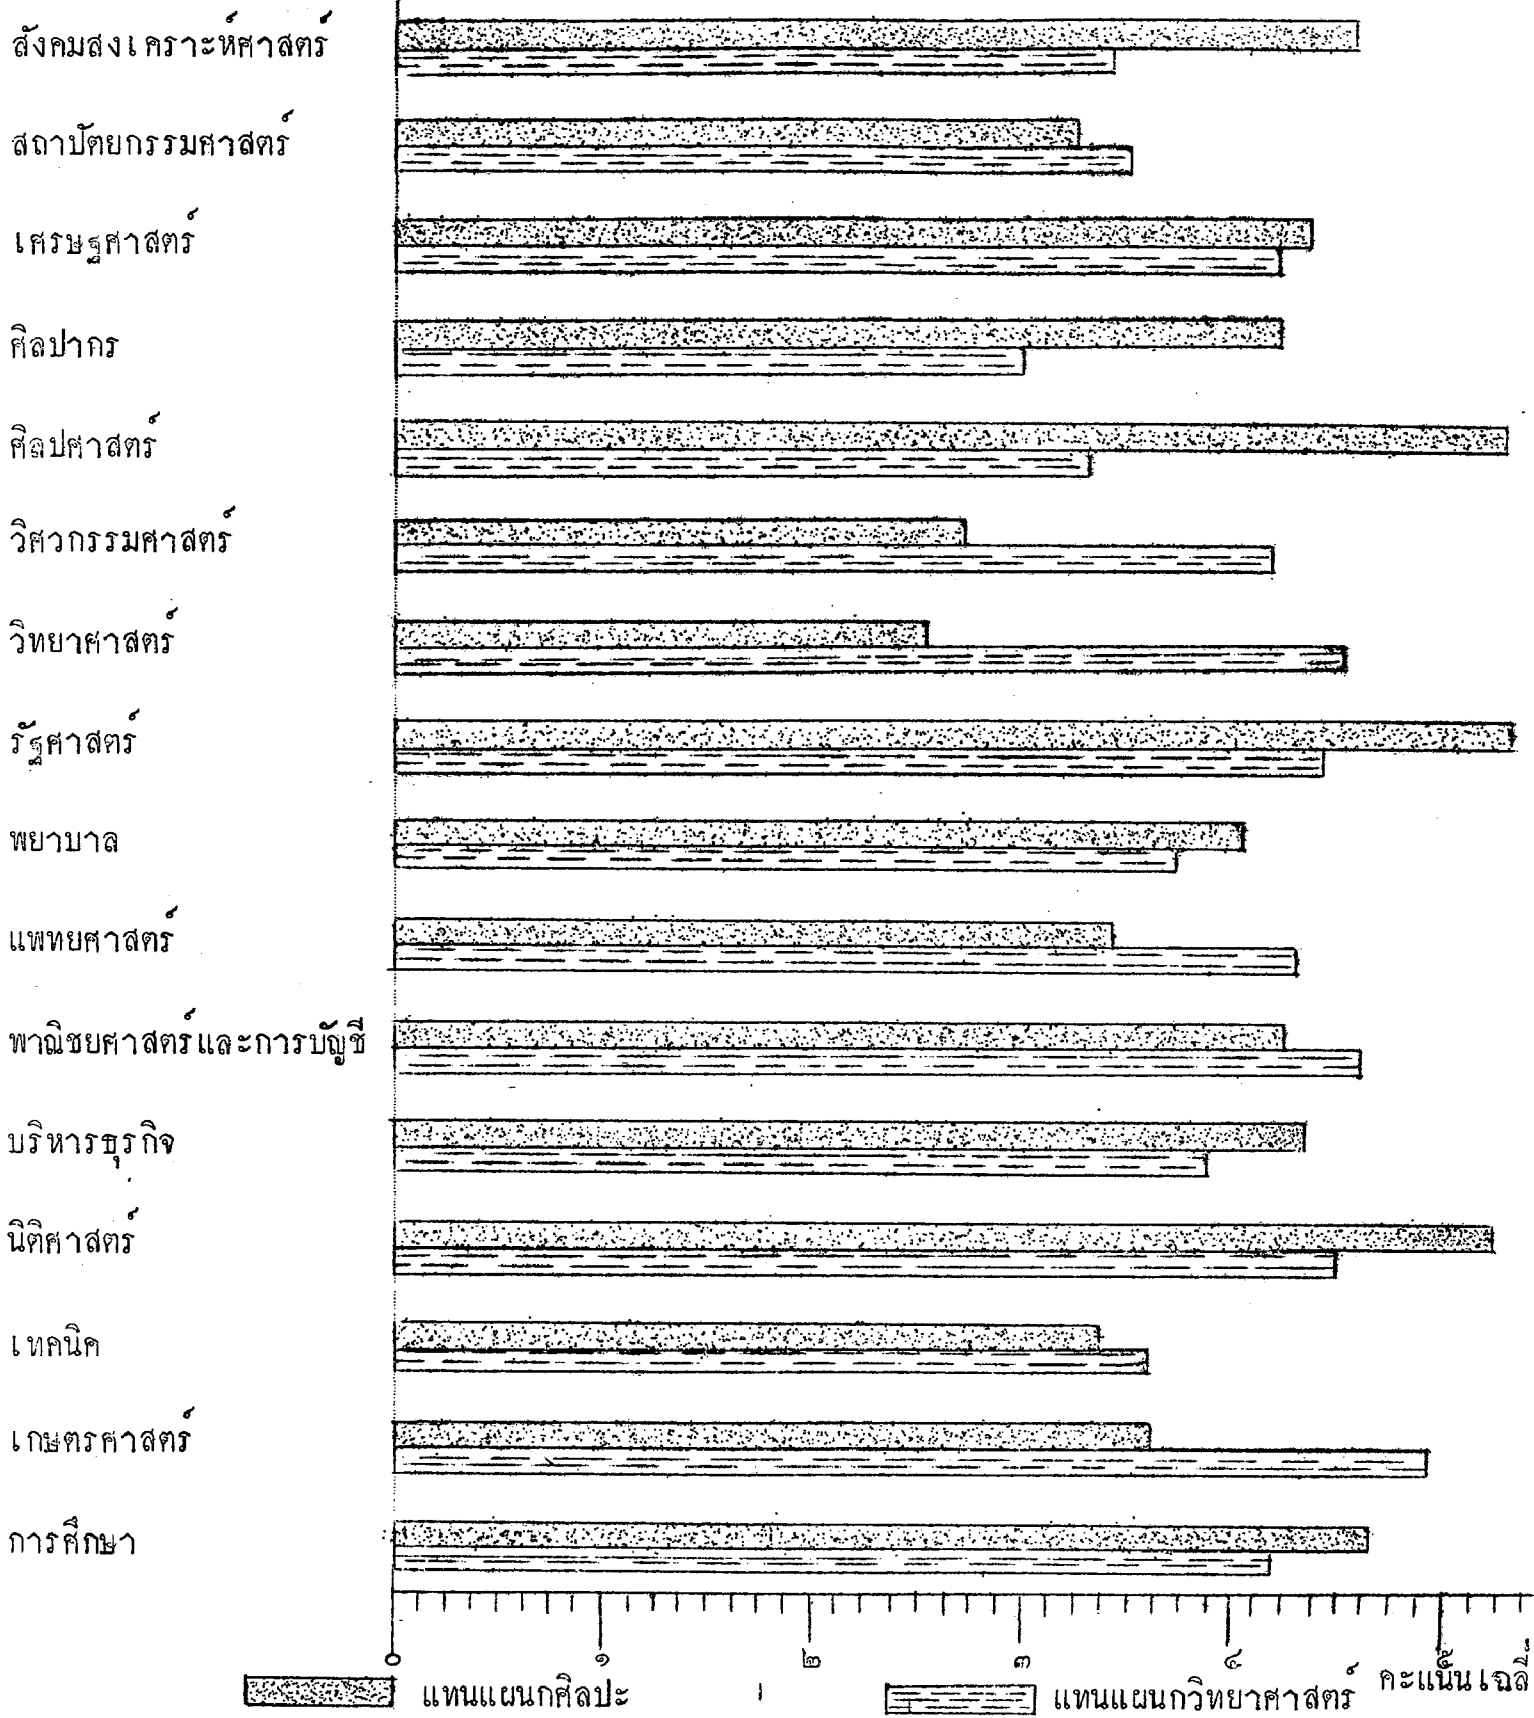 สังคมสงเคราะห์ศาสตร์
สถาปัตยกรรมศาสตร์
เศรษฐศาสตร์
ศิลปากร
ศิลปศาสตร์
วิศวกรรมศาสตร์
วิทยาศาสตร์
รัฐศาสตร์
พยาบาล
แพทยศาสตร์
พาณิชยศาสตร์และการบัญชี
บริหารธุรกิจ
นิติศาสตร์
เทคนิค
เกษตรศาสตร์
การศึกษา
๐ ๑ ๒ ๓ ๔ ๕ คะแนนเฉลี่
แทนแผนกศิลปะ แทนแผนกวิทยาศาสตร์